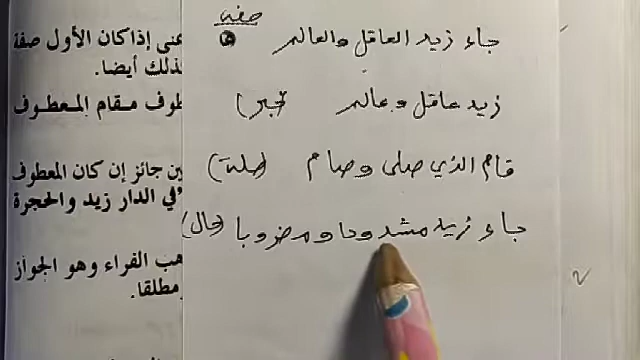 صفة
جاء زيد العاقل والعالم
زيد عاقل وعالم (خبر)
قام الذي صلى وصام (صلة)
جاء زيد مشدودا ومضروبا (حال)
عنى إذا كان الأول صفة
ذلك أيضا.
طوف مقام المعطوف
ين جائز إن كان المعطوف
في الدار زيد والحجرة
هب الفراء وهو الجواز
مطلقا.